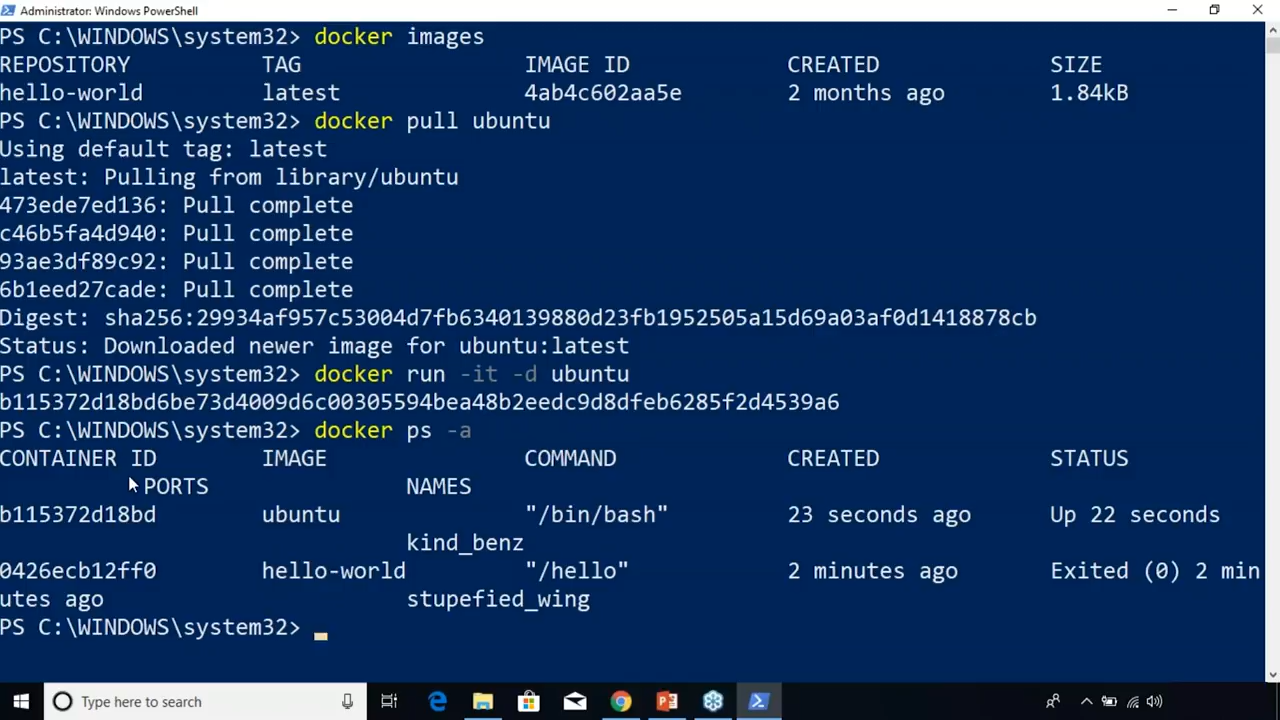 Administrator: Windows PowerShell
PS C:\WINDOWS\system32> docker images
REPOSITORY TAG IMAGE ID CREATED SIZE
hello-world latest 4ab4c602aa5e 2 months ago 1.84kB
PS C:\WINDOWS\system32> docker pull ubuntu
Using default tag: latest
latest: Pulling from library/ubuntu
473ede7ed136: Pull complete
c46b5fa4d940: Pull complete
93ae3df89c92: Pull complete
6b1eed27cade: Pull complete
Digest: sha256:29934af957c53004d7fb6340139880d23fb1952505a15d69a03af0d1418878cb
Status: Downloaded newer image for ubuntu:latest
PS C:\WINDOWS\system32> docker run -it -d ubuntu
b115372d18bd6be73d4009d6c00305594bea48b2eedc9d8dfeb6285f2d4539a6
PS C:\WINDOWS\system32> docker ps -a
CONTAINER ID IMAGE COMMAND CREATED STATUS
PORTS NAMES
b115372d18bd ubuntu "/bin/bash" 23 seconds ago Up 22 seconds
kind_benz
0426ecb12ff0 hello-world "/hello" 2 minutes ago Exited (0) 2 min
utes ago stupefied_wing
PS C:\WINDOWS\system32>
Type here to search